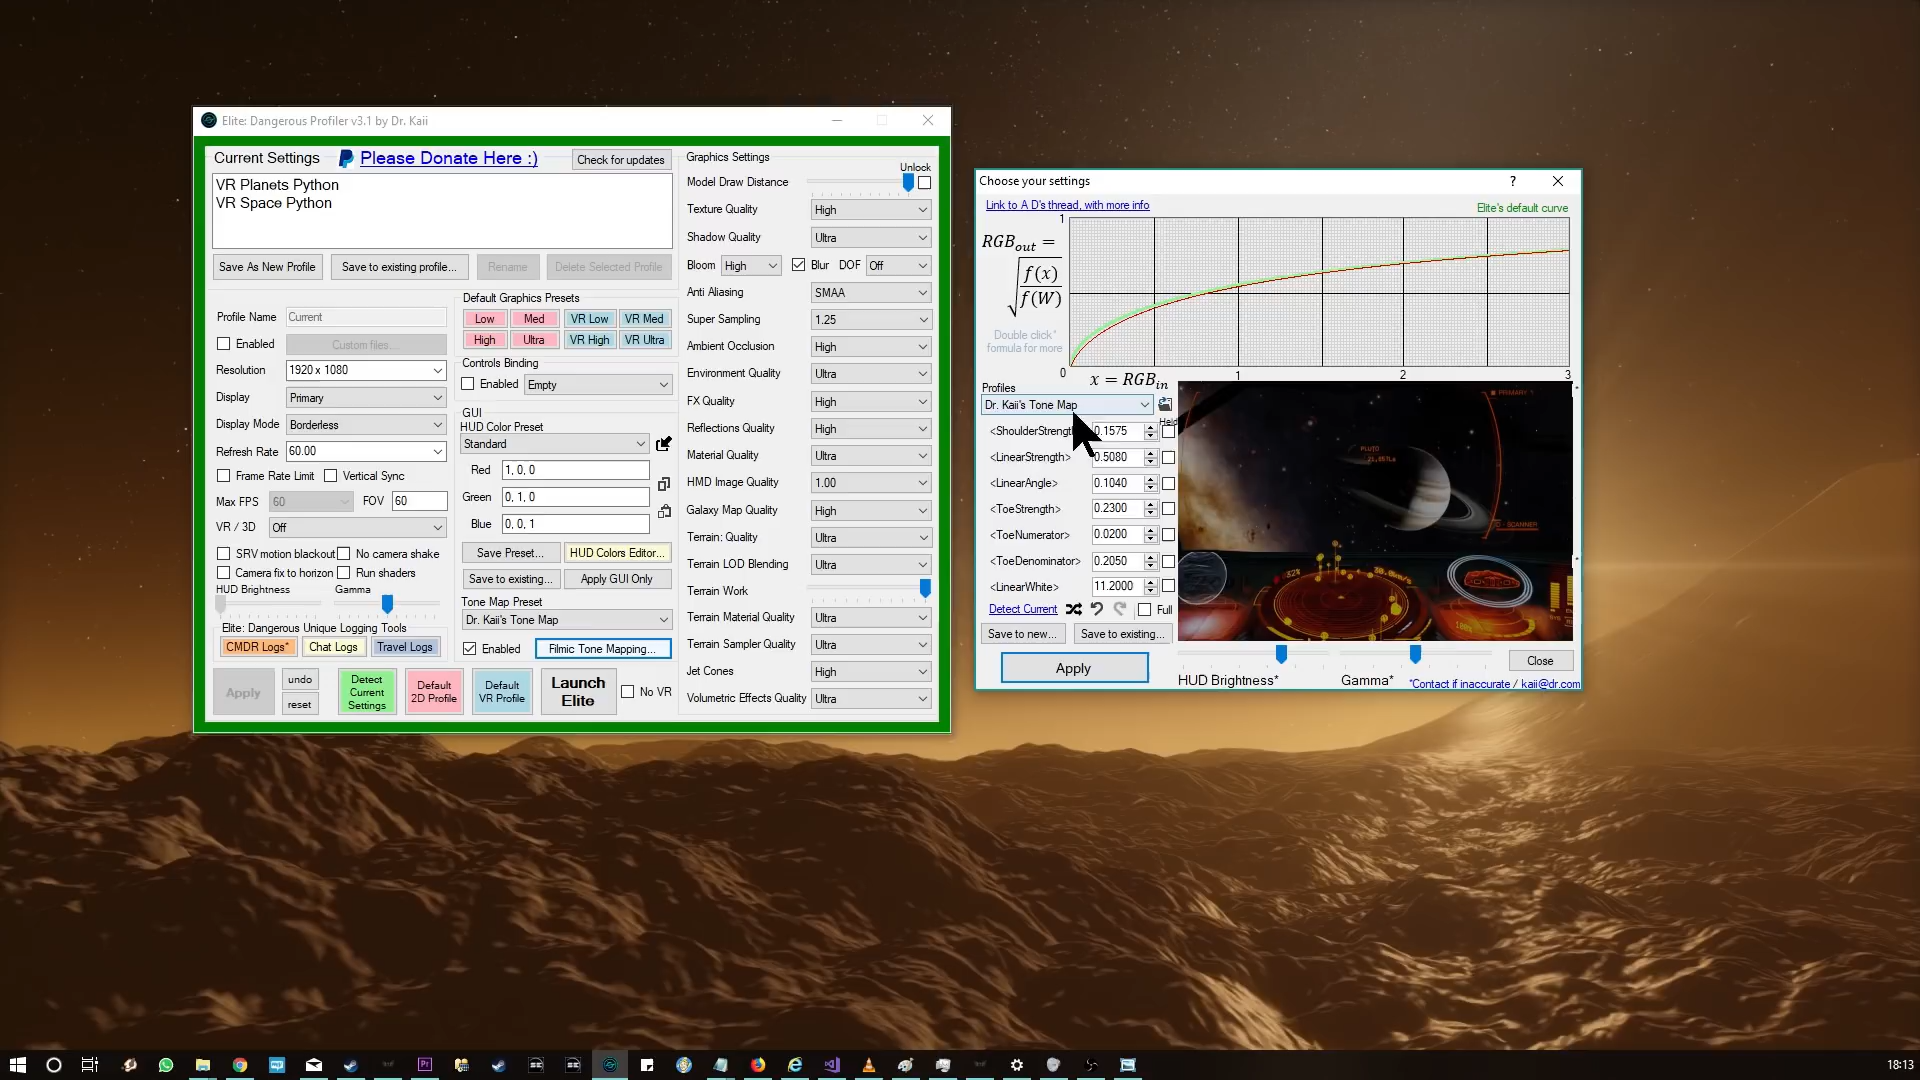 Elite: Dangerous Profiler v3.1 by Dr. Kaii
Current Settings
Please Donate Here :)
Check for updates
VR Planets Python
VR Space Python
Save As New Profile
Save to existing profile...
Rename
Delete Selected Profile
Profile Name
Current
Enabled
Custom files...
Resolution
1920 x 1080
Display
Primary
Display Mode
Borderless
Refresh Rate
60.00
Frame Rate Limit
Vertical Sync
Max FPS
60
FOV
60
VR / 3D
Off
SRV motion blackout
No camera shake
Camera fix to horizon
Run shaders
HUD Brightness
Gamma
Elite: Dangerous Unique Logging Tools
CMDR Logs*
Chat Logs
Travel Logs
Apply
undo
reset
Detect Current Settings
Default 2D Profile
Default VR Profile
Launch Elite
No VR
Default Graphics Presets
Low
Med
VR Low
VR Med
High
Ultra
VR High
VR Ultra
Controls Binding
Enabled
Empty
GUI
HUD Color Preset
Standard
Red
1, 0, 0
Green
0, 1, 0
Blue
0, 0, 1
Save Preset...
HUD Colors Editor...
Save to existing...
Apply GUI Only
Tone Map Preset
Dr. Kaii's Tone Map
Enabled
Filmic Tone Mapping...
Graphics Settings
Unlock
Model Draw Distance
Texture Quality
High
Shadow Quality
Ultra
Bloom
High
Blur
DOF
Off
Anti Aliasing
SMAA
Super Sampling
1.25
Ambient Occlusion
High
Environment Quality
Ultra
FX Quality
High
Reflections Quality
High
Material Quality
Ultra
HMD Image Quality
1.00
Galaxy Map Quality
High
Terrain: Quality
Ultra
Terrain LOD Blending
Ultra
Terrain Work
Terrain Material Quality
Ultra
Terrain Sampler Quality
Ultra
Jet Cones
High
Volumetric Effects Quality
Ultra
Choose your settings
?
Link to A D's thread, with more info
Elite's default curve
1
RGBout = √ f(x) / f(W)
Double click* formula for more
0
1
2
3
x = RGBin
Profiles
Dr. Kaii's Tone Map
<ShoulderStrength
0.1575
<LinearStrength>
0.5080
<LinearAngle>
0.1040
<ToeStrength>
0.2300
<ToeNumerator>
0.0200
<ToeDenominator>
0.2050
<LinearWhite>
11.2000
Detect Current
Full
Save to new...
Save to existing...
Apply
PRIMARY 1
PLUTO
HUD Brightness*
Gamma*
Close
*Contact if inaccurate / kaii@dr.com
18:13